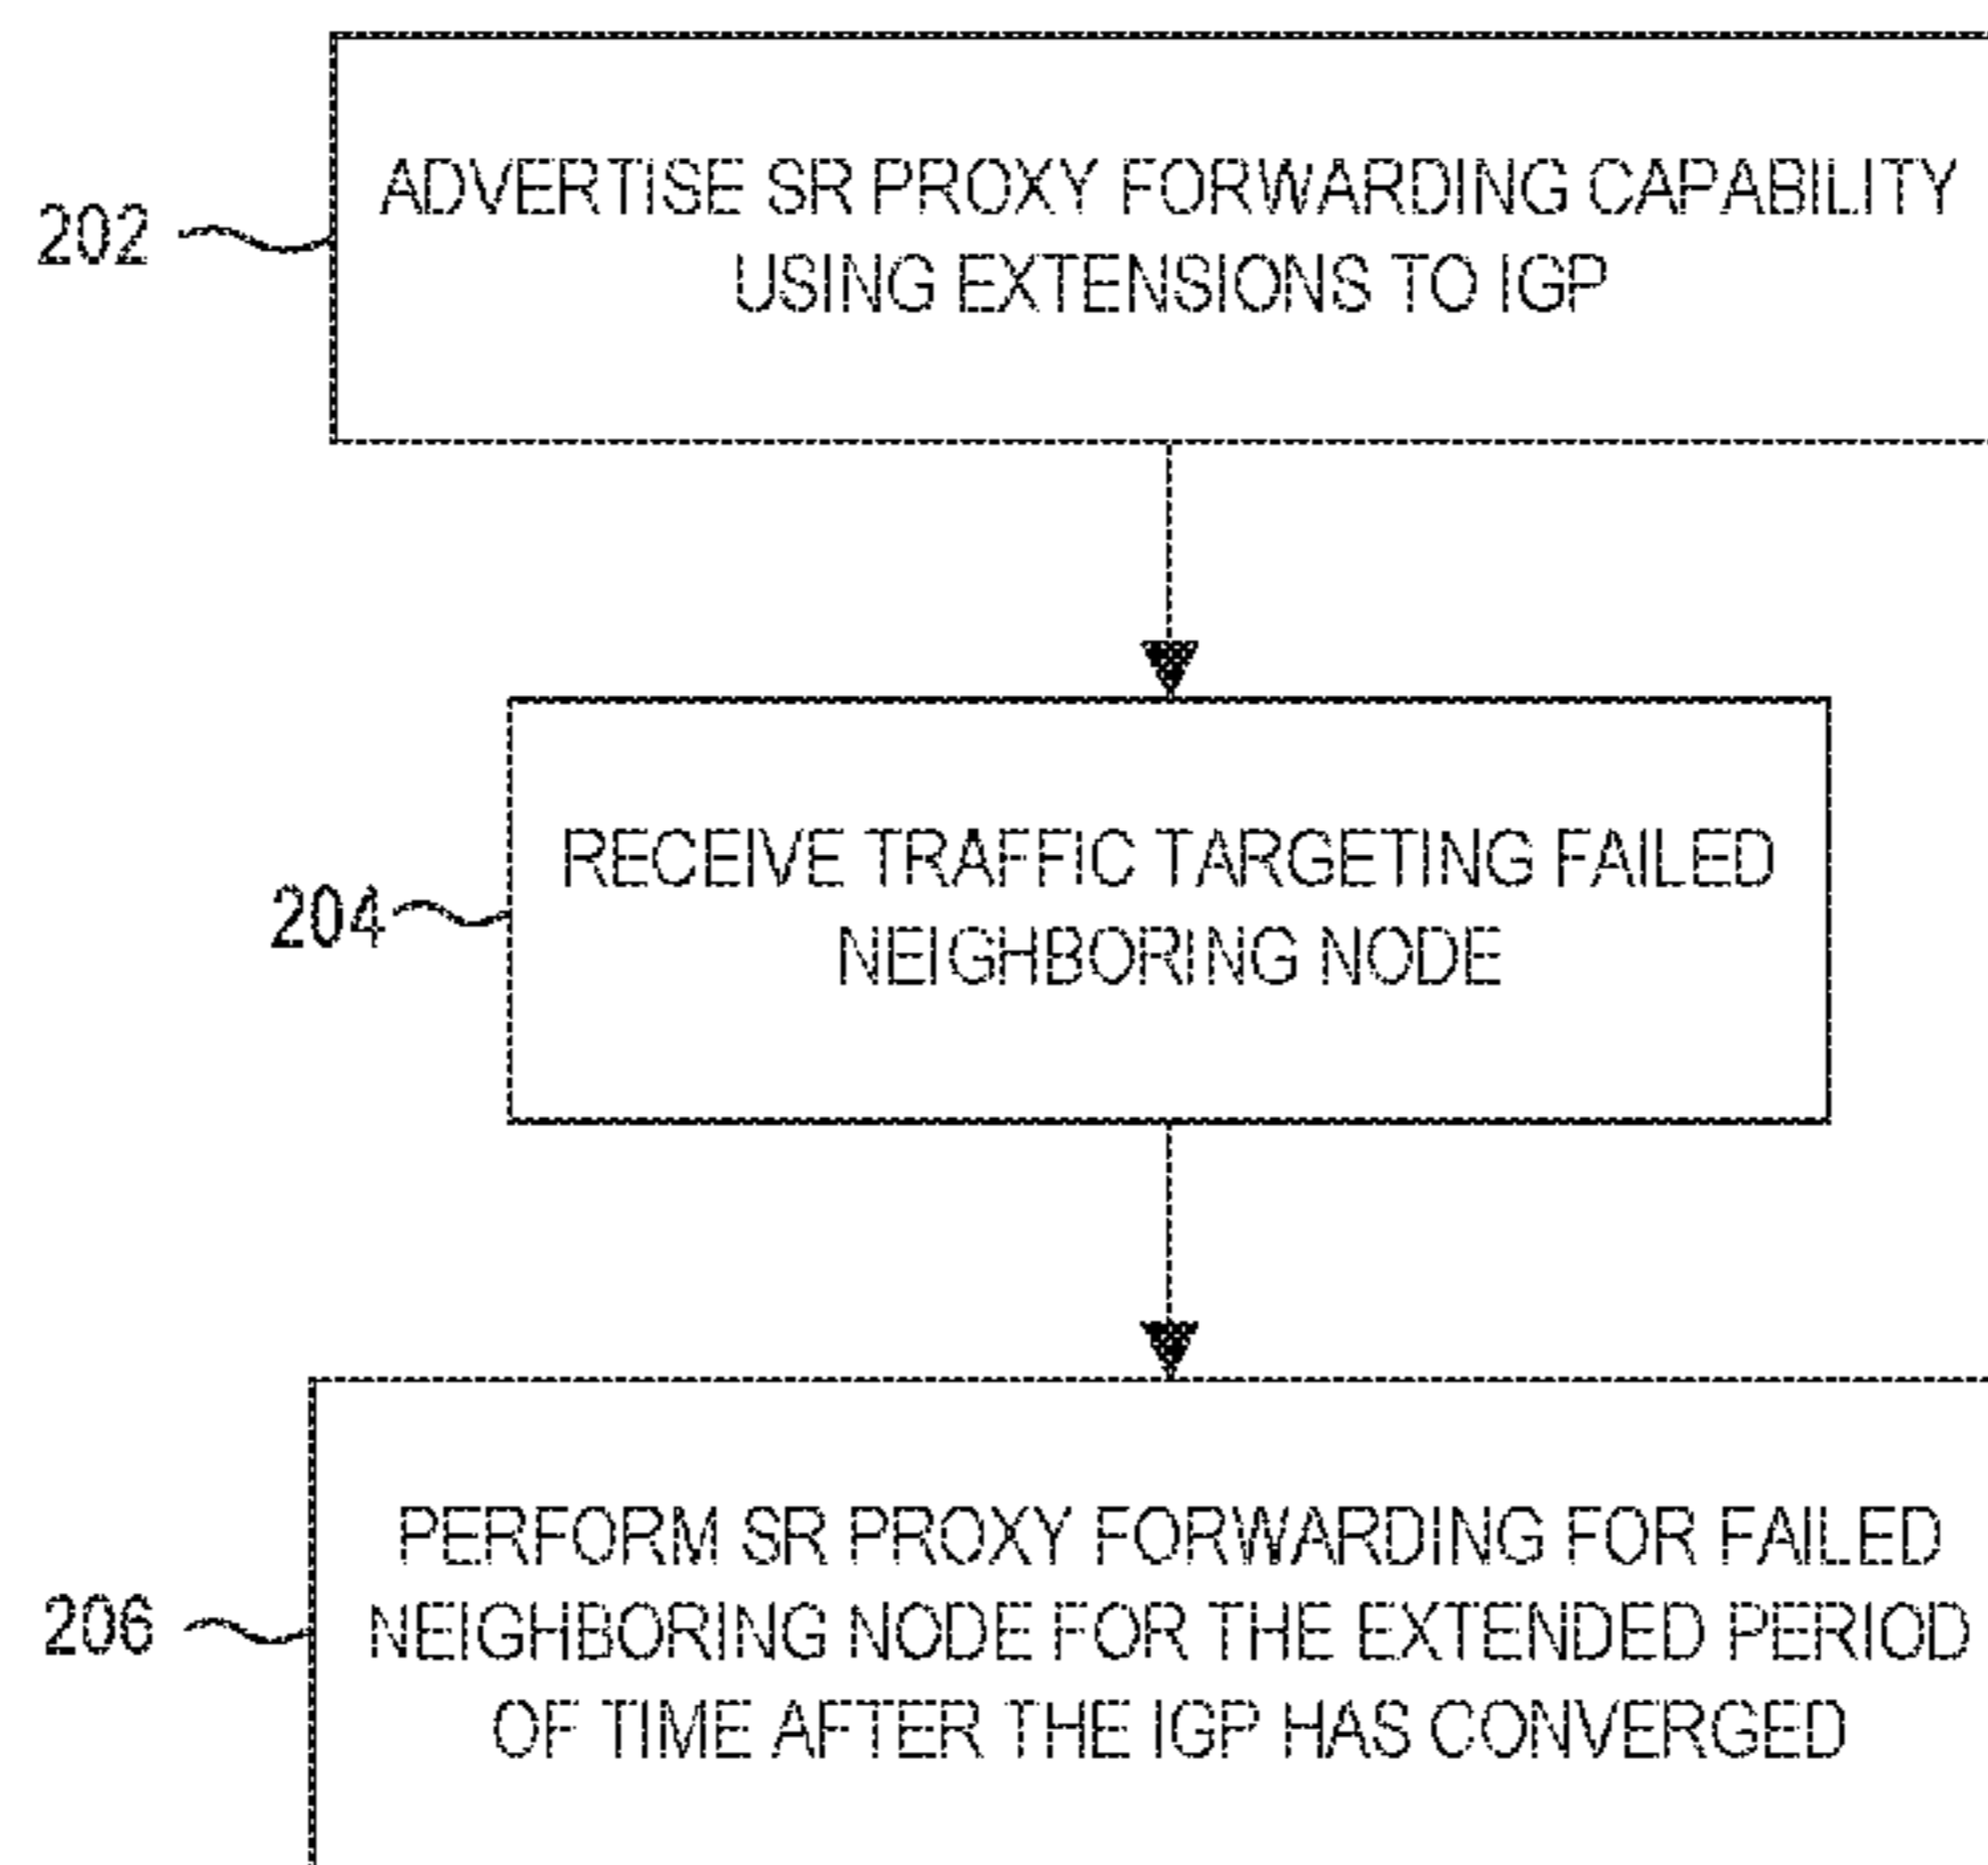 202
ADVERTISE SR PROXY FORWARDING CAPABILITY
USING EXTENSIONS TO IGP
204
RECEIVE TRAFFIC TARGETING FAILED
NEIGHBORING NODE
206
PERFORM SR PROXY FORWARDING FOR FAILED
NEIGHBORING NODE FOR THE EXTENDED PERIOD
OF TIME AFTER THE IGP HAS CONVERGED